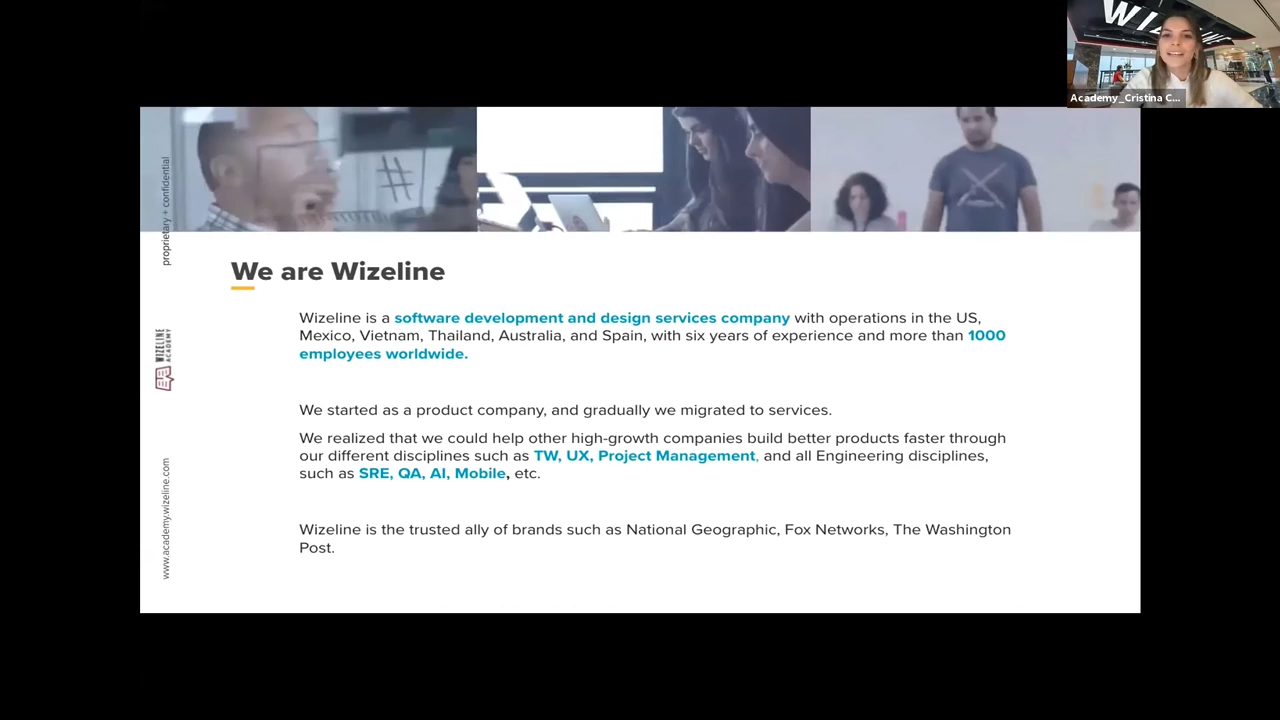 WIZELINE
Academy_Cristina C...
#
proprietary + confidential
We are Wizeline
Wizeline is a software development and design services company with operations in the US,
Mexico, Vietnam, Thailand, Australia, and Spain, with six years of experience and more than 1000
employees worldwide.
WIZELINE
ACADEMY
We started as a product company, and gradually we migrated to services.
We realized that we could help other high-growth companies build better products faster through
our different disciplines such as TW, UX, Project Management, and all Engineering disciplines,
such as SRE, QA, AI, Mobile, etc.
www.academy.wizeline.com
Wizeline is the trusted ally of brands such as National Geographic, Fox Networks, The Washington
Post.